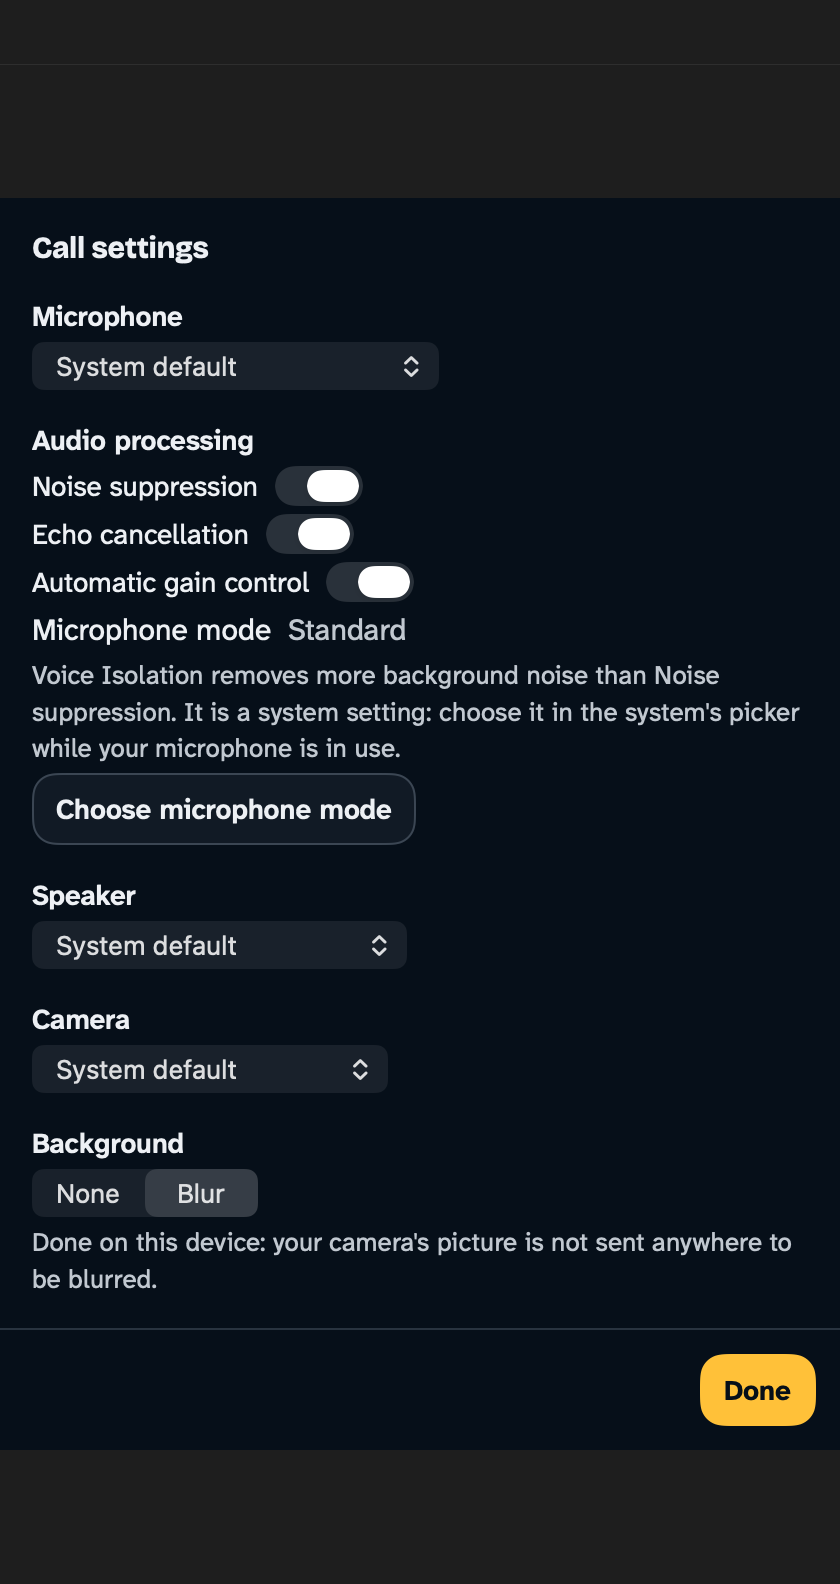 Call settings
Microphone
System default
Audio processing
Noise suppression
Echo cancellation
Automatic gain control
Microphone mode Standard
Voice Isolation removes more background noise than Noise
suppression. It is a system setting: choose it in the system's picker
while your microphone is in use.
Choose microphone mode
Speaker
System default
Camera
System default
Background
None Blur
Done on this device: your camera's picture is not sent anywhere to
be blurred.
Done